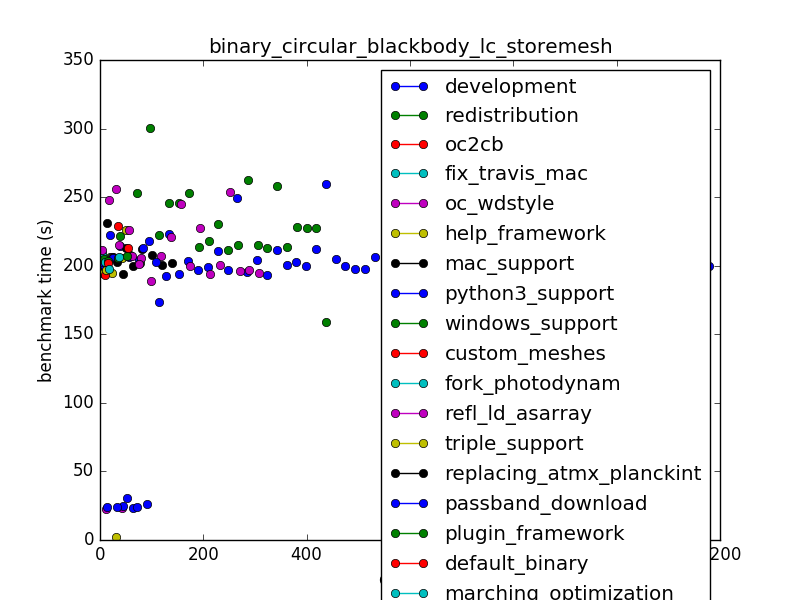 binary_circular_blackbody_lc_storemesh
350
300
250
200
150
100
50
0
benchmark time (s)
0
200
400
200
development
redistribution
oc2cb
fix_travis_mac
oc_wdstyle
help_framework
mac_support
python3_support
windows_support
custom_meshes
fork_photodynam
refl_ld_asarray
triple_support
replacing_atmx_planckint
passband_download
plugin_framework
default_binary
marching_optimization